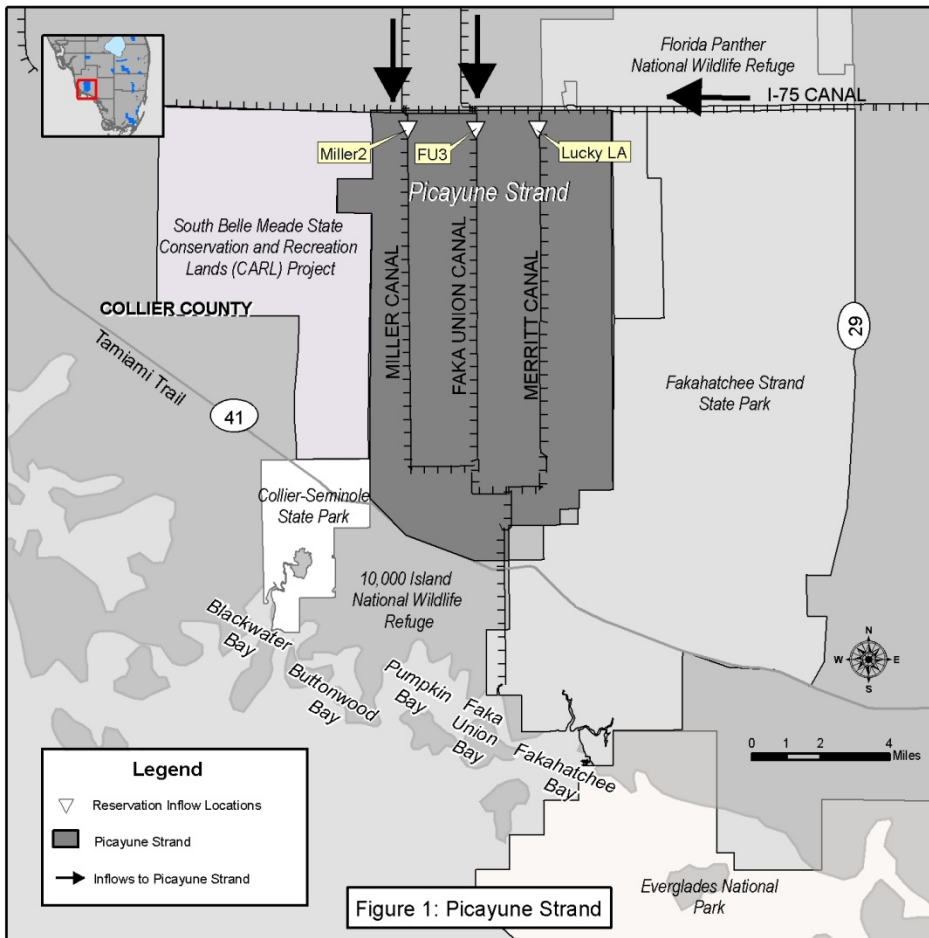 Florida Panther
National Wildlife Refuge
I-75 CANAL
Miller2
FU3
Lucky LA
Picayune Strand
South Belle Meade State
Conservation and Recreation
Lands (CARL) Project
COLLIER COUNTY
MILLER CANAL
FAKA UNION CANAL
MERRITT CANAL
29
Tamiami Trail
41
Fakahatchee Strand
State Park
Collier-Seminole
State Park
10,000 Island
National Wildlife
Refuge
Blackwater
Bay
Buttonwood
Bay
Pumpkin
Bay
Faka
Union
Bay
Fakahatchee
Bay
N
W E
S
0 1 2 4
Miles
Legend
Reservation Inflow Locations
Picayune Strand
Inflows to Picayune Strand
Everglades National
Park
Figure 1: Picayune Strand